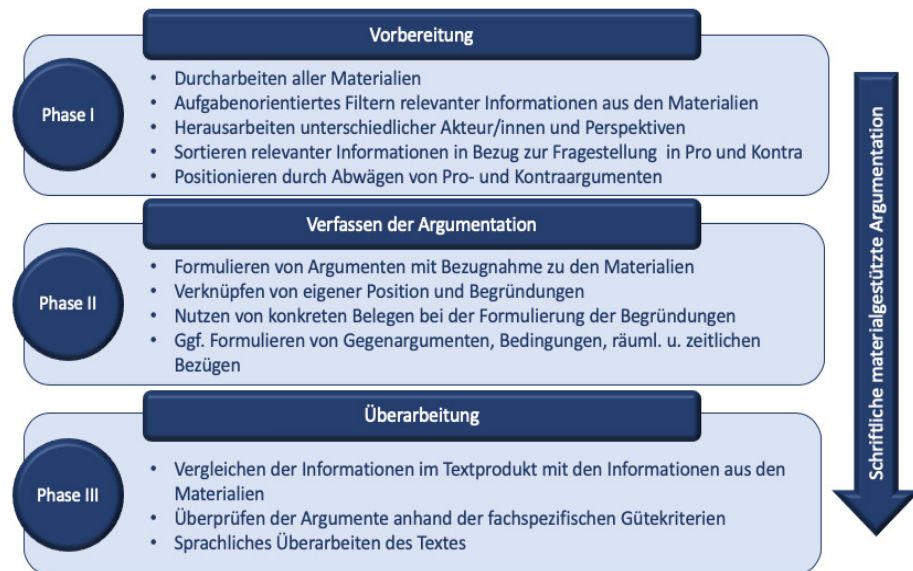 Vorbereitung
Phase I
• Durcharbeiten aller Materialien
• Aufgabenorientiertes Filtern relevanter Informationen aus den Materialien
• Herausarbeiten unterschiedlicher Akteur/innen und Perspektiven
• Sortieren relevanter Informationen in Bezug zur Fragestellung in Pro und Kontra
• Positionieren durch Abwägen von Pro- und Kontraargumenten
Verfassen der Argumentation
Phase II
• Formulieren von Argumenten mit Bezugnahme zu den Materialien
• Verknüpfen von eigener Position und Begründungen
• Nutzen von konkreten Belegen bei der Formulierung der Begründungen
• Ggf. Formulieren von Gegenargumenten, Bedingungen, räuml. u. zeitlichen
Bezügen
Überarbeitung
Phase III
• Vergleichen der Informationen im Textprodukt mit den Informationen aus den
Materialien
• Überprüfen der Argumente anhand der fachspezifischen Gütekriterien
• Sprachliches Überarbeiten des Textes
Schriftliche materialgestützte Argumentation